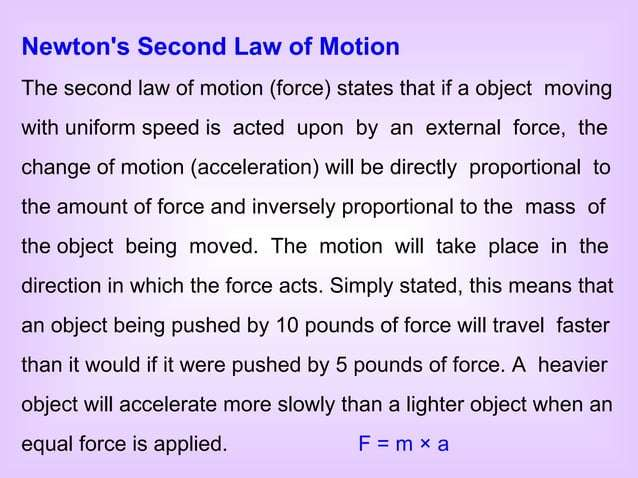 Newton's Second Law of Motion
The second law of motion (force) states that if a object moving
with uniform speed is acted upon by an external force, the
change of motion (acceleration) will be directly proportional to
the amount of force and inversely proportional to the mass of
the object being moved. The motion will take place in the
direction in which the force acts. Simply stated, this means that
an object being pushed by 10 pounds of force will travel faster
than it would if it were pushed by 5 pounds of force. A heavier
object will accelerate more slowly than a lighter object when an
equal force is applied. F = m × a